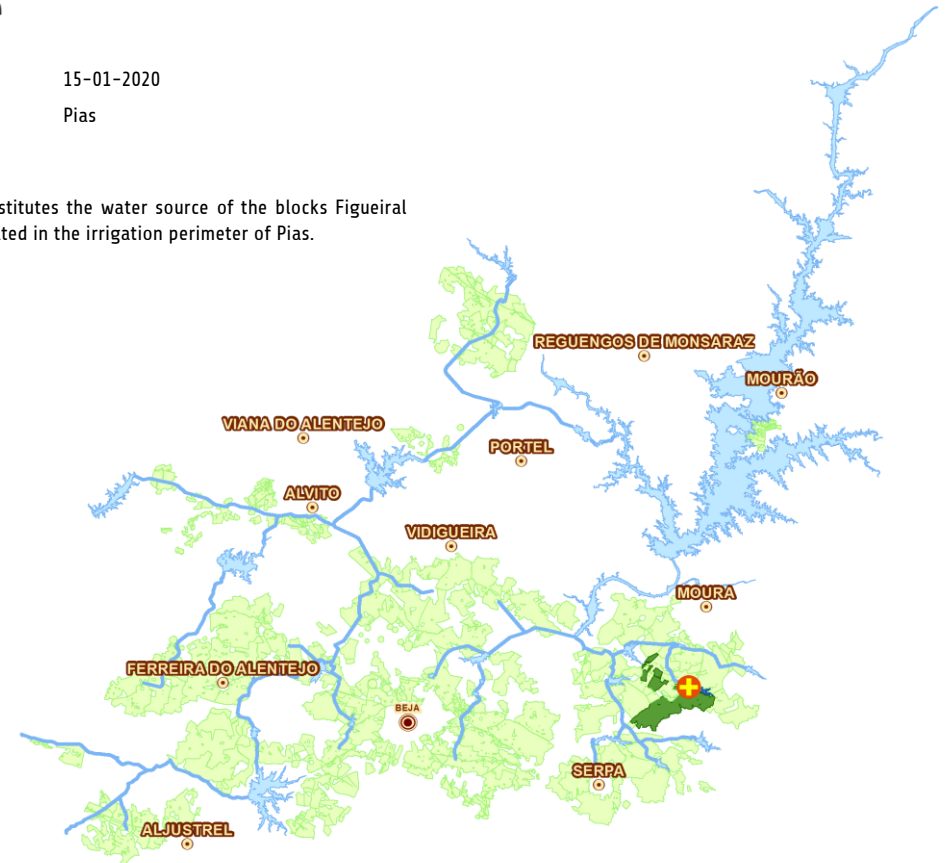 15-01-2020
Pias
stitutes the water source of the blocks Figueiral
ted in the irrigation perimeter of Pias.
REGUENGOS DE MONSARAZ
MOURÃO
VIANA DO ALENTEJO
PORTEL
ALVITO
VIDIGUEIRA
MOURA
FERREIRA DO ALENTEJO
BEJA
SERPA
ALJUSTREL